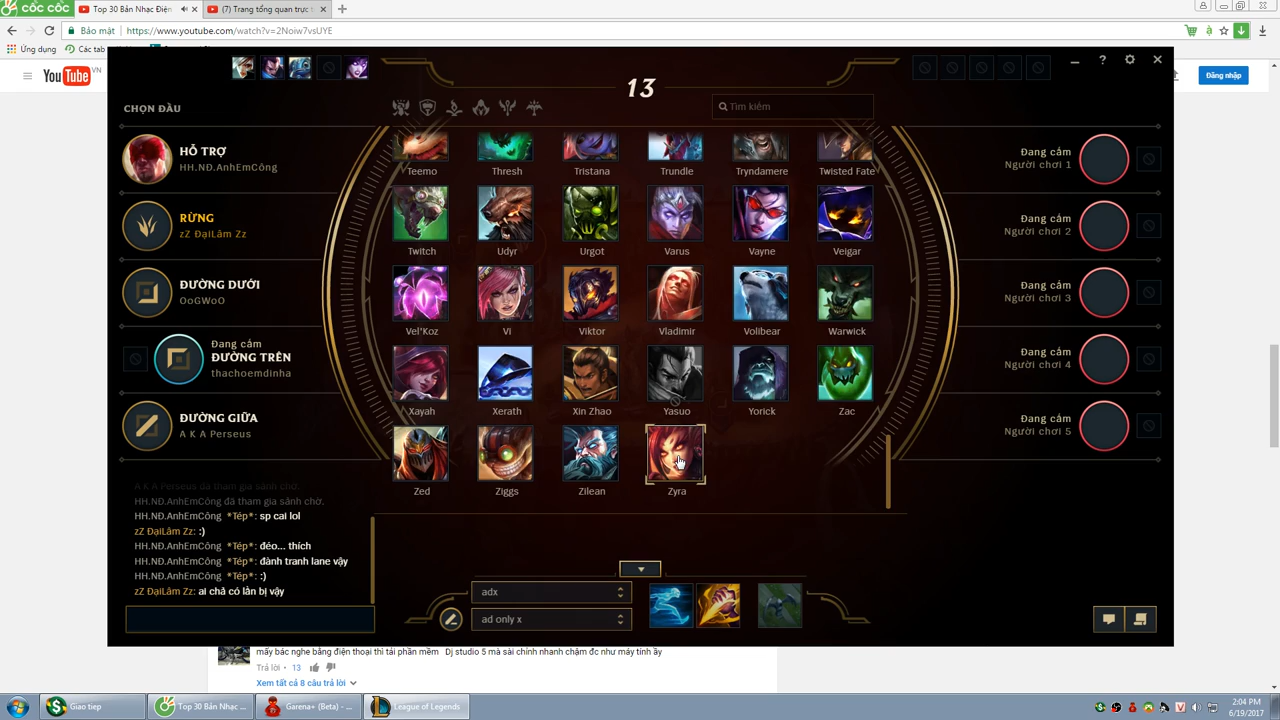 CỐC CỐC
Top 30 Bản Nhạc Điện
(7) Trang tổng quan trực t
Bảo mật
https://www.youtube.com/watch?v=2Noiw7vsUYE
Ứng dụng
Các tab
YouTube VN
Đăng nhập
13
CHỌN ĐẤU
Tìm kiếm
HỖ TRỢ
HH.NĐ.AnhEmCông
RỪNG
zZ ĐạiLâm Zz
ĐƯỜNG DƯỚI
OoGWoO
Đang cấm
ĐƯỜNG TRÊN
thachoemdinha
ĐƯỜNG GIỮA
A K A Perseus
Teemo Thresh Tristana Trundle Tryndamere Twisted Fate
Twitch Udyr Urgot Varus Vayne Veigar
Vel'Koz Vi Viktor Vladimir Volibear Warwick
Xayah Xerath Xin Zhao Yasuo Yorick Zac
Zed Ziggs Zilean Zyra
Đang cấm
Người chơi 1
Đang cấm
Người chơi 2
Đang cấm
Người chơi 3
Đang cấm
Người chơi 4
Đang cấm
Người chơi 5
A K A Perseus đã tham gia sảnh chờ.
HH.NĐ.AnhEmCông đã tham gia sảnh chờ.
HH.NĐ.AnhEmCông *Tép*: sp cai lol
zZ ĐạiLâm Zz: :)
HH.NĐ.AnhEmCông *Tép*: đéo... thích
HH.NĐ.AnhEmCông *Tép*: đành tranh lane vậy
HH.NĐ.AnhEmCông *Tép*: :)
zZ ĐạiLâm Zz: ai chả có lần bị vậy
adx
ad only x
mấy bác nghe bằng điện thoại thì tải phần mềm Dj studio 5 mà sài chỉnh nhanh chậm đc như máy tính ấy
Trả lời • 13
Xem tất cả 8 câu trả lời
Giao tiep
Top 30 Bản Nhạc ...
Garena+ (Beta) - ...
League of Legends
2:04 PM
6/19/2017